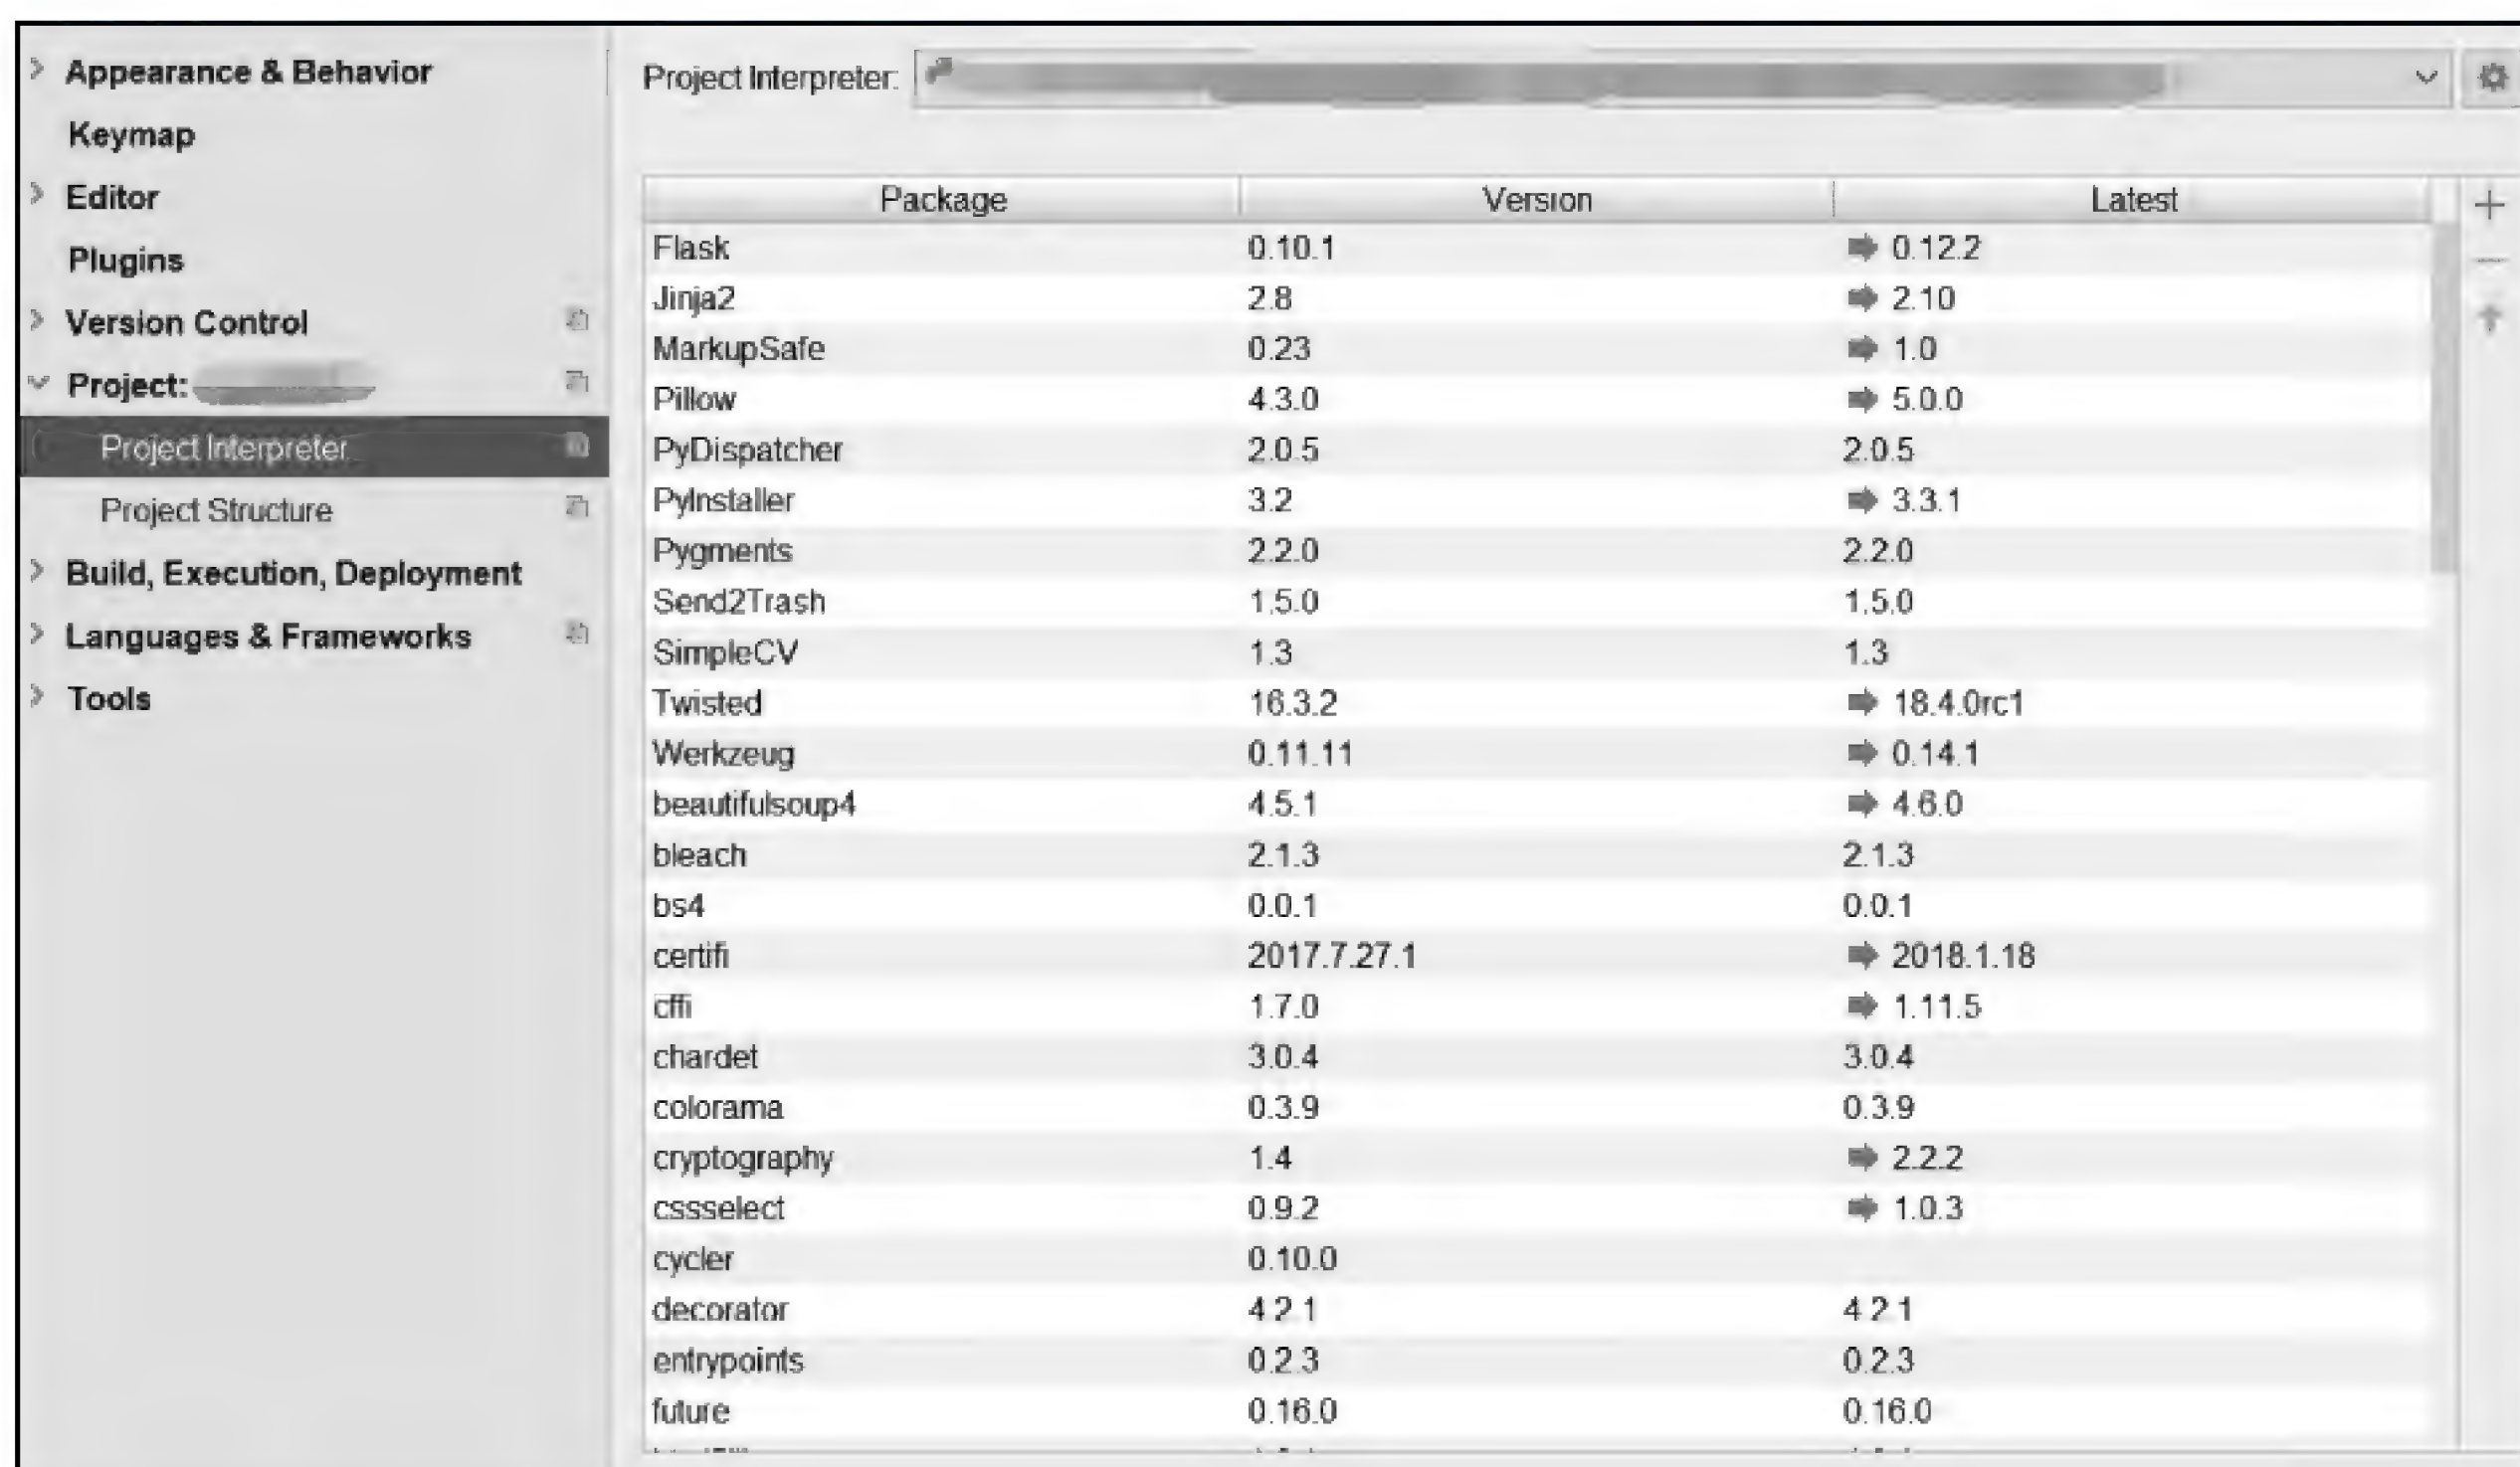 Appearance & Behavior
Keymap
Editor
Plugins
Version Control
Project:
Project Interpreter
Project Structure
Build, Execution, Deployment
Languages & Frameworks
Tools
Project Interpreter:
Package Version Latest
Flask 0.10.1 0.12.2
Jinja2 2.8 2.10
MarkupSafe 0.23 1.0
Pillow 4.3.0 5.0.0
PyDispatcher 2.0.5 2.0.5
PyInstaller 3.2 3.3.1
Pygments 2.2.0 2.2.0
Send2Trash 1.5.0 1.5.0
SimpleCV 1.3 1.3
Twisted 16.3.2 18.4.0rc1
Werkzeug 0.11.11 0.14.1
beautifulsoup4 4.5.1 4.6.0
bleach 2.1.3 2.1.3
bs4 0.0.1 0.0.1
certifi 2017.7.27.1 2018.1.18
cffi 1.7.0 1.11.5
chardet 3.0.4 3.0.4
colorama 0.3.9 0.3.9
cryptography 1.4 2.2.2
cssselect 0.9.2 1.0.3
cycler 0.10.0
decorator 4.2.1 4.2.1
entrypoints 0.2.3 0.2.3
future 0.16.0 0.16.0